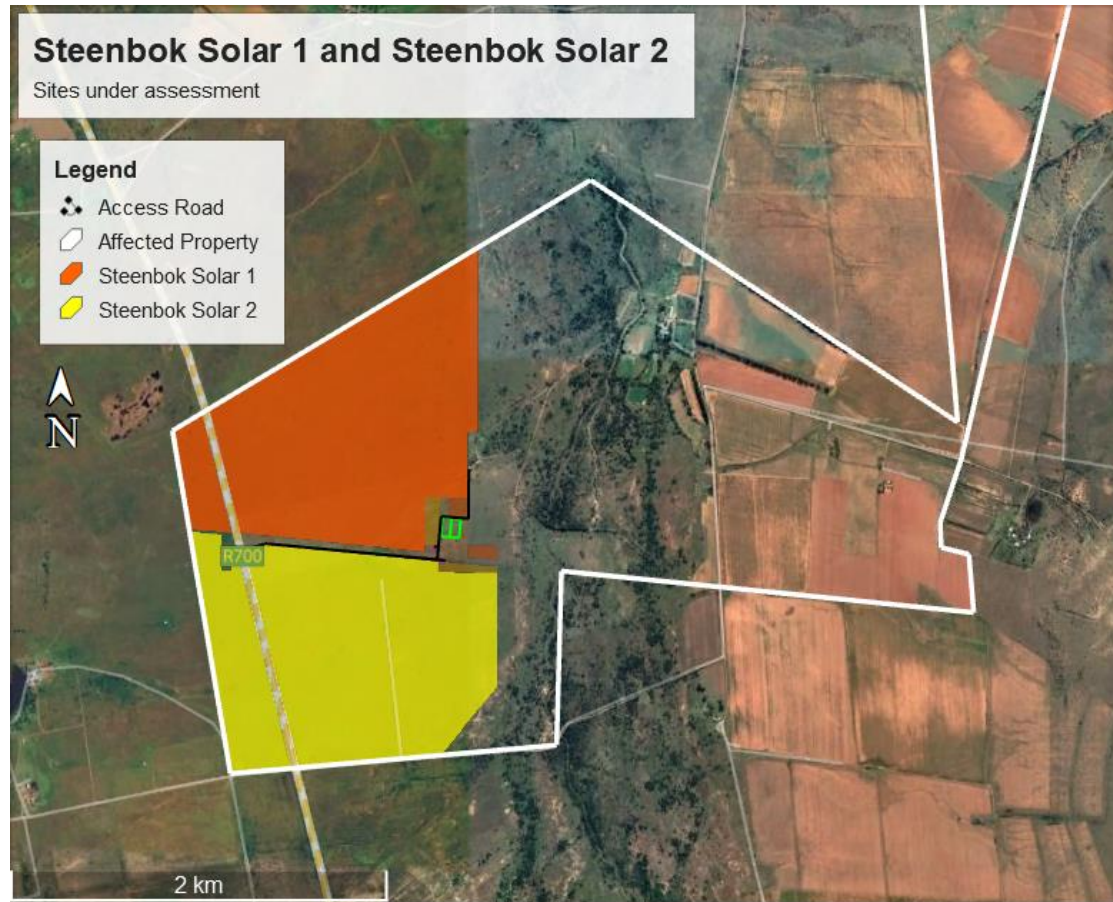 Steenbok Solar 1 and Steenbok Solar 2
Sites under assessment
Legend
Access Road
Affected Property
Steenbok Solar 1
Steenbok Solar 2
N
R700
2 km